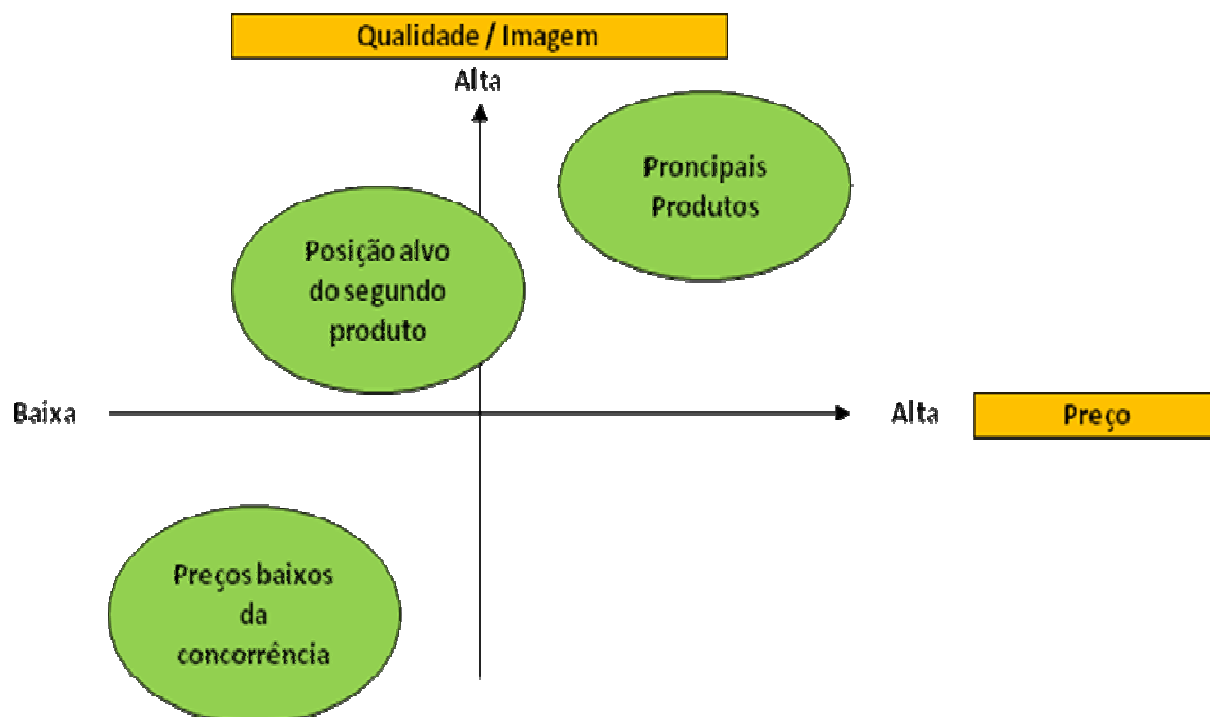 Qualidade / Imagem
Alta
Proncipais
Produtos
Posição alvo
do segundo
produto
Baixa
Alta
Preço
Preços baixos
da
concorrência